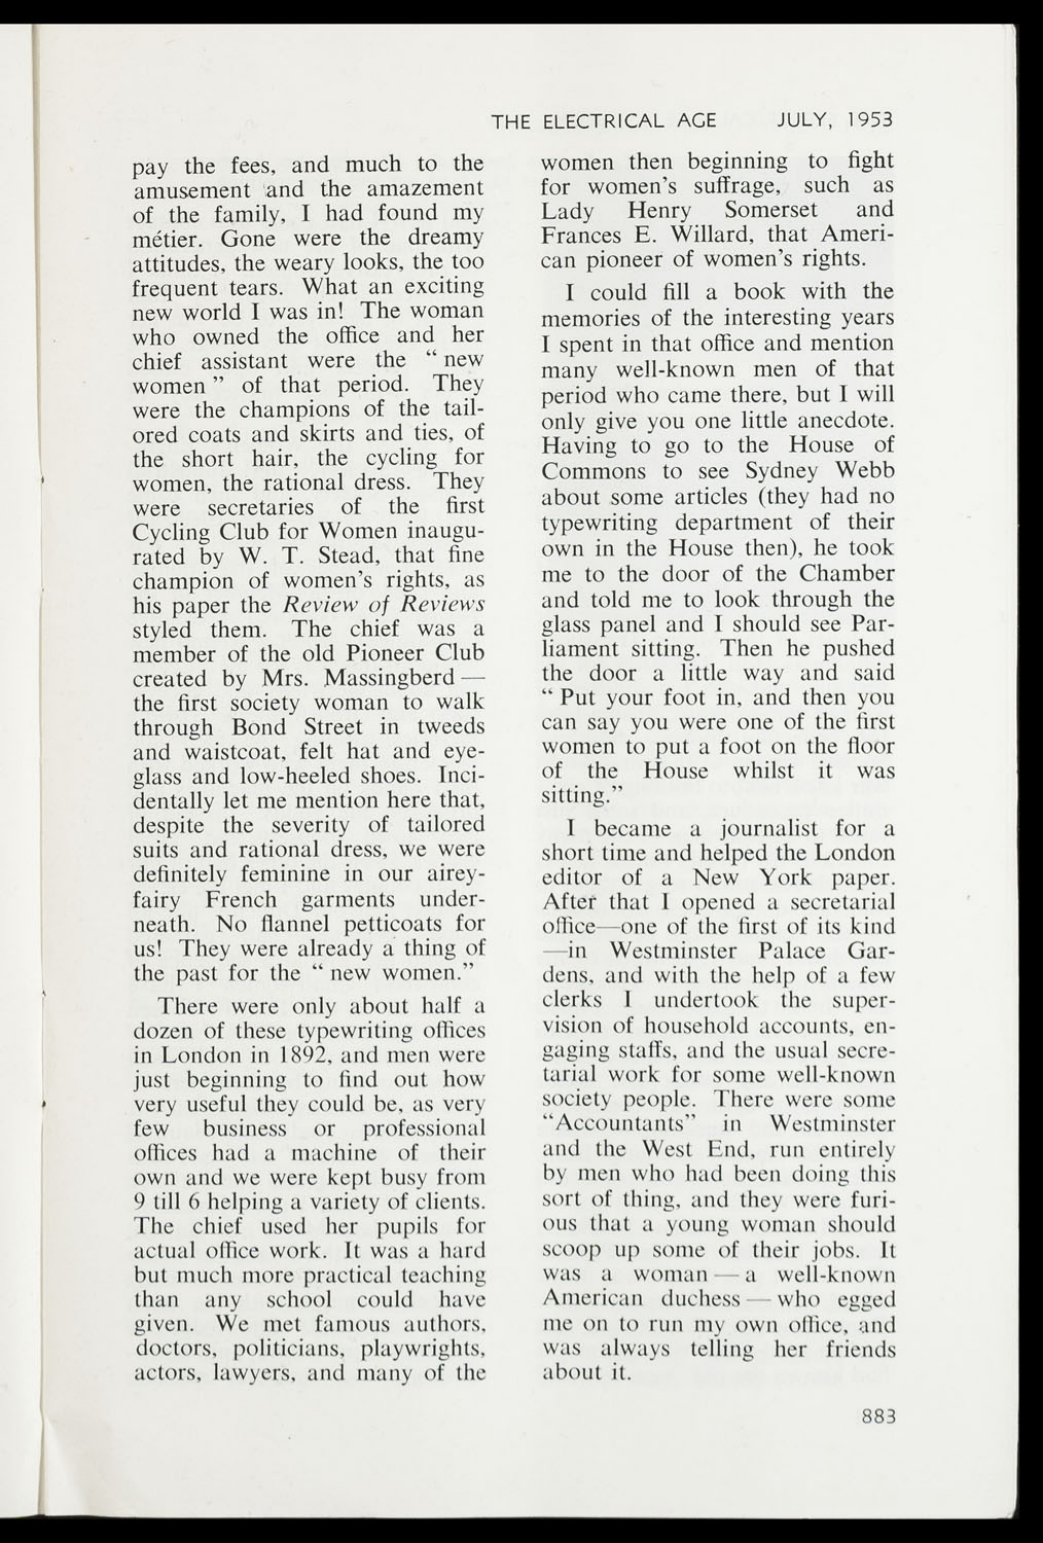 THE ELECTRICAL AGE JULY, 1953
pay the fees, and much to the
amusement and the amazement
of the family, I had found my
métier. Gone were the dreamy
attitudes, the weary looks, the too
frequent tears. What an exciting
new world I was in! The woman
who owned the office and her
chief assistant were the “ new
women ” of that period. They
were the champions of the tail-
ored coats and skirts and ties, of
the short hair, the cycling for
women, the rational dress. They
were secretaries of the first
Cycling Club for Women inaugu-
rated by W. T. Stead, that fine
champion of women's rights, as
his paper the Review of Reviews
styled them. The chief was a
member of the old Pioneer Club
created by Mrs. Massingberd —
the first society woman to walk
through Bond Street in tweeds
and waistcoat, felt hat and eye-
glass and low-heeled shoes. Inci-
dentally let me mention here that,
despite the severity of tailored
suits and rational dress, we were
definitely feminine in our airey-
fairy French garments under-
neath. No flannel petticoats for
us! They were already a thing of
the past for the “ new women.”
There were only about half a
dozen of these typewriting offices
in London in 1892, and men were
just beginning to find out how
very useful they could be, as very
few business or professional
offices had a machine of their
own and we were kept busy from
9 till 6 helping a variety of clients.
The chief used her pupils for
actual office work. It was a hard
but much more practical teaching
than any school could have
given. We met famous authors,
doctors, politicians, playwrights,
actors, lawyers, and many of the
women then beginning to fight
for women's suffrage, such as
Lady Henry Somerset and
Frances E. Willard, that Ameri-
can pioneer of women's rights.
I could fill a book with the
memories of the interesting years
I spent in that office and mention
many well-known men of that
period who came there, but I will
only give you one little anecdote.
Having to go to the House of
Commons to see Sydney Webb
about some articles (they had no
typewriting department of their
own in the House then), he took
me to the door of the Chamber
and told me to look through the
glass panel and I should see Par-
liament sitting. Then he pushed
the door a little way and said
“ Put your foot in, and then you
can say you were one of the first
women to put a foot on the floor
of the House whilst it was
sitting.”
I became a journalist for a
short time and helped the London
editor of a New York paper.
After that I opened a secretarial
office—one of the first of its kind
—in Westminster Palace Gar-
dens, and with the help of a few
clerks I undertook the super-
vision of household accounts, en-
gaging staffs, and the usual secre-
tarial work for some well-known
society people. There were some
“Accountants” in Westminster
and the West End, run entirely
by men who had been doing this
sort of thing, and they were furi-
ous that a young woman should
scoop up some of their jobs. It
was a woman — a well-known
American duchess — who egged
me on to run my own office, and
was always telling her friends
about it.
883